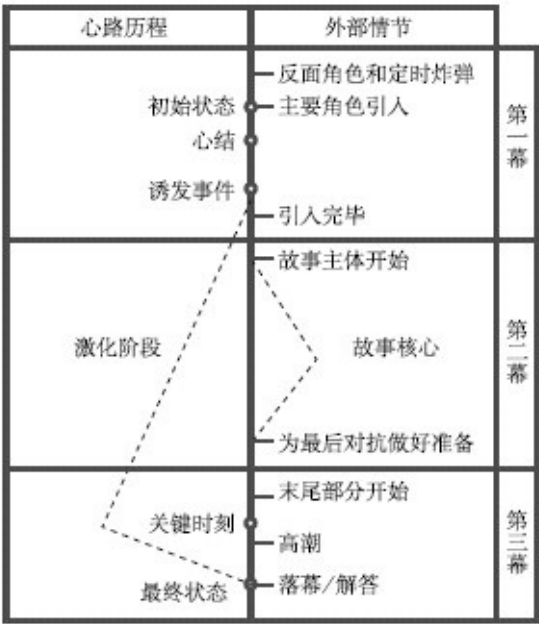 心路历程
外部情节
反面角色和定时炸弹
初始状态
主要角色引入
心结
诱发事件
引入完毕
第一幕
故事主体开始
激化阶段
故事核心
为最后对抗做好准备
第二幕
末尾部分开始
关键时刻
高潮
最终状态
落幕/解答
第三幕